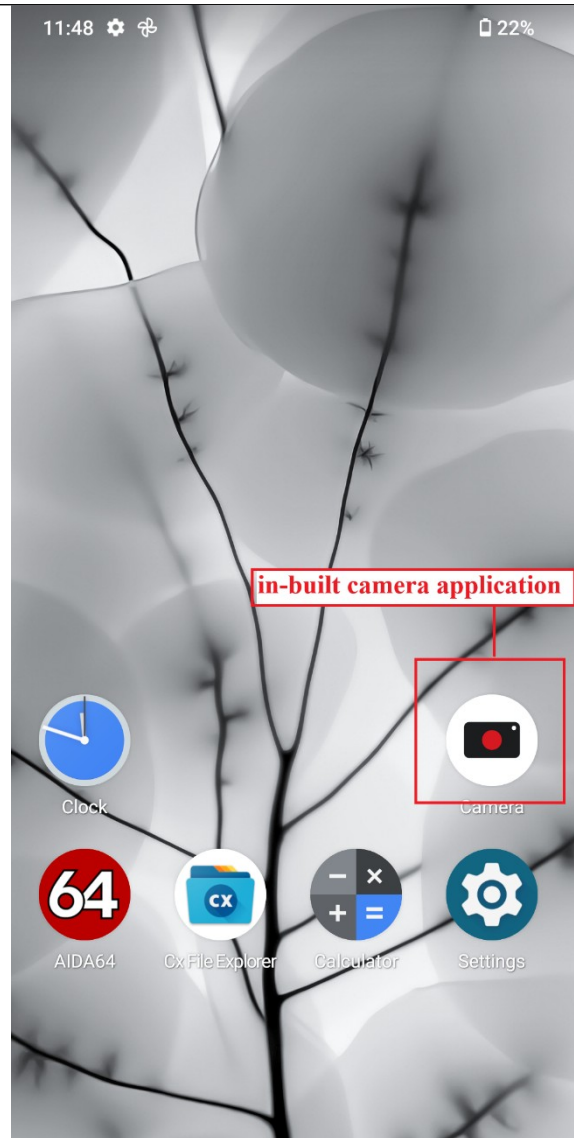 11:48
22%
in-built camera application
Clock
Camera
64
cx
AIDA64
Cx File Explorer
Calculator
Settings